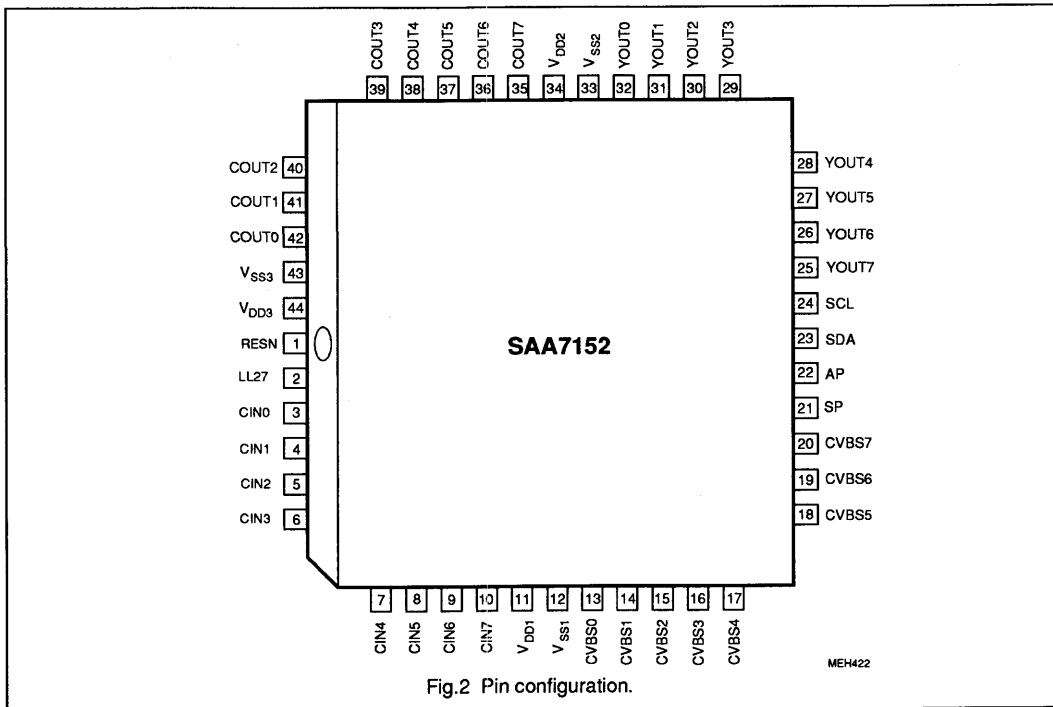 COUT3 COUT4 COUT5 COUT6 COUT7 VDD2 VSS2 YOUT0 YOUT1 YOUT2 YOUT3
39 38 37 36 35 34 33 32 31 30 29
COUT2 40
COUT1 41
COUT0 42
VSS3 43
VDD3 44
RESN 1
LL27 2
CIN0 3
CIN1 4
CIN2 5
CIN3 6
SAA7152
28 YOUT4
27 YOUT5
26 YOUT6
25 YOUT7
24 SCL
23 SDA
22 AP
21 SP
20 CVBS7
19 CVBS6
18 CVBS5
7 8 9 10 11 12 13 14 15 16 17
CIN4 CIN5 CIN6 CIN7 VDD1 VSS1 CVBS0 CVBS1 CVBS2 CVBS3 CVBS4
MEH422
Fig.2 Pin configuration.